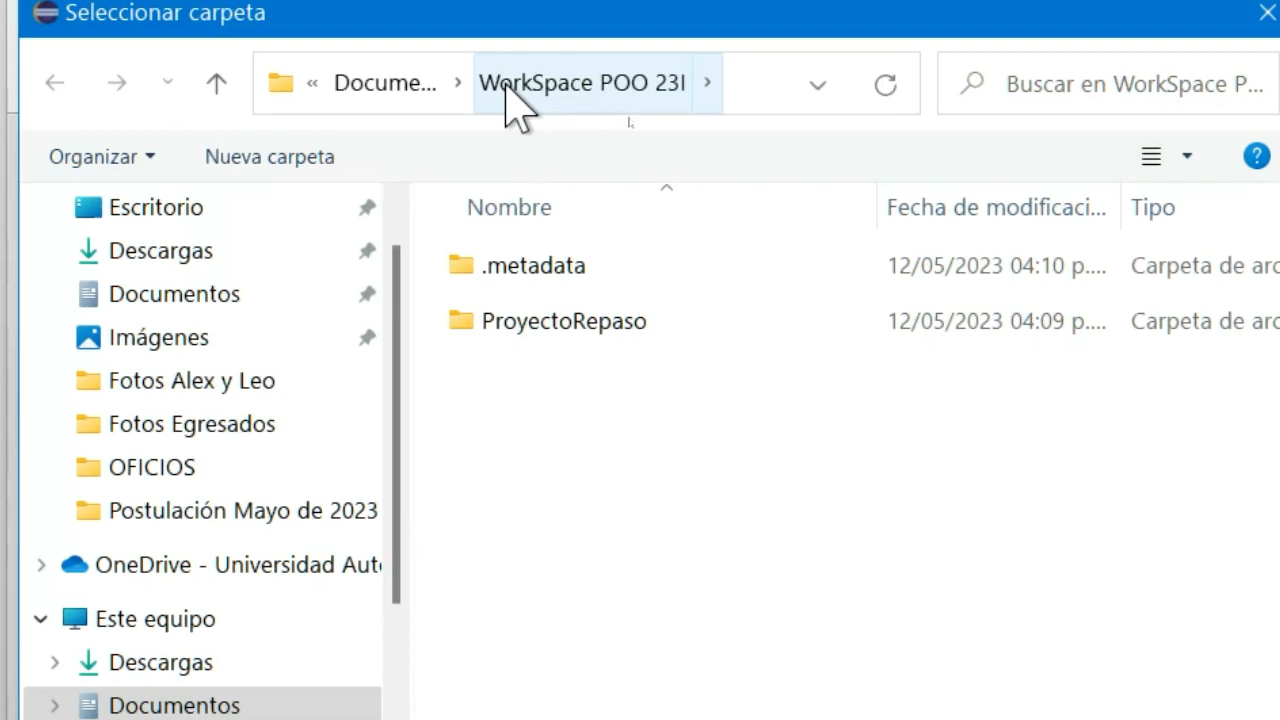 Seleccionar carpeta
« Docume... › WorkSpace POO 23I ›
Buscar en WorkSpace P...
Organizar
Nueva carpeta
Escritorio
Descargas
Documentos
Imágenes
Fotos Alex y Leo
Fotos Egresados
OFICIOS
Postulación Mayo de 2023
OneDrive - Universidad Aut
Este equipo
Descargas
Documentos
Nombre Fecha de modificaci... Tipo
.metadata 12/05/2023 04:10 p.... Carpeta de arc
ProyectoRepaso 12/05/2023 04:09 p.... Carpeta de arc